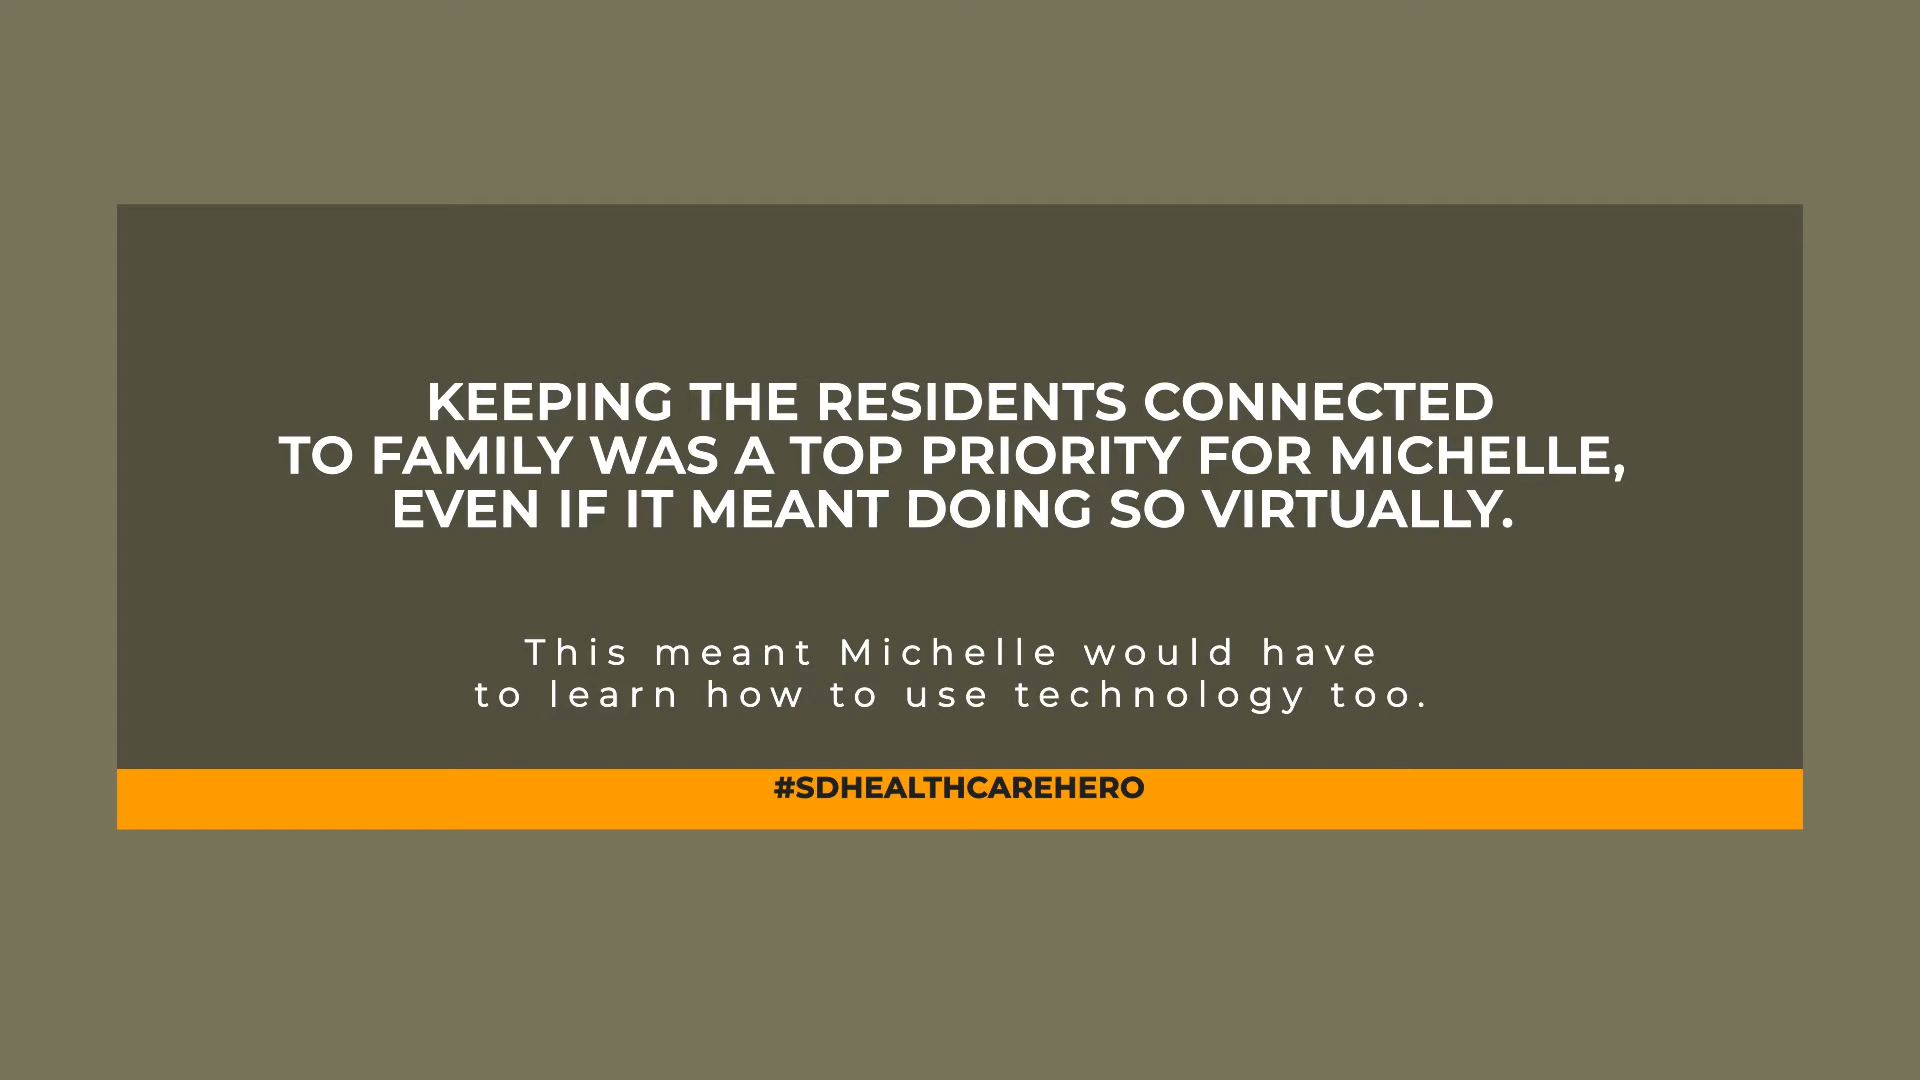 KEEPING THE RESIDENTS CONNECTED
TO FAMILY WAS A TOP PRIORITY FOR MICHELLE,
EVEN IF IT MEANT DOING SO VIRTUALLY.
This meant Michelle would have
to learn how to use technology too.
#SDHEALTHCAREHERO